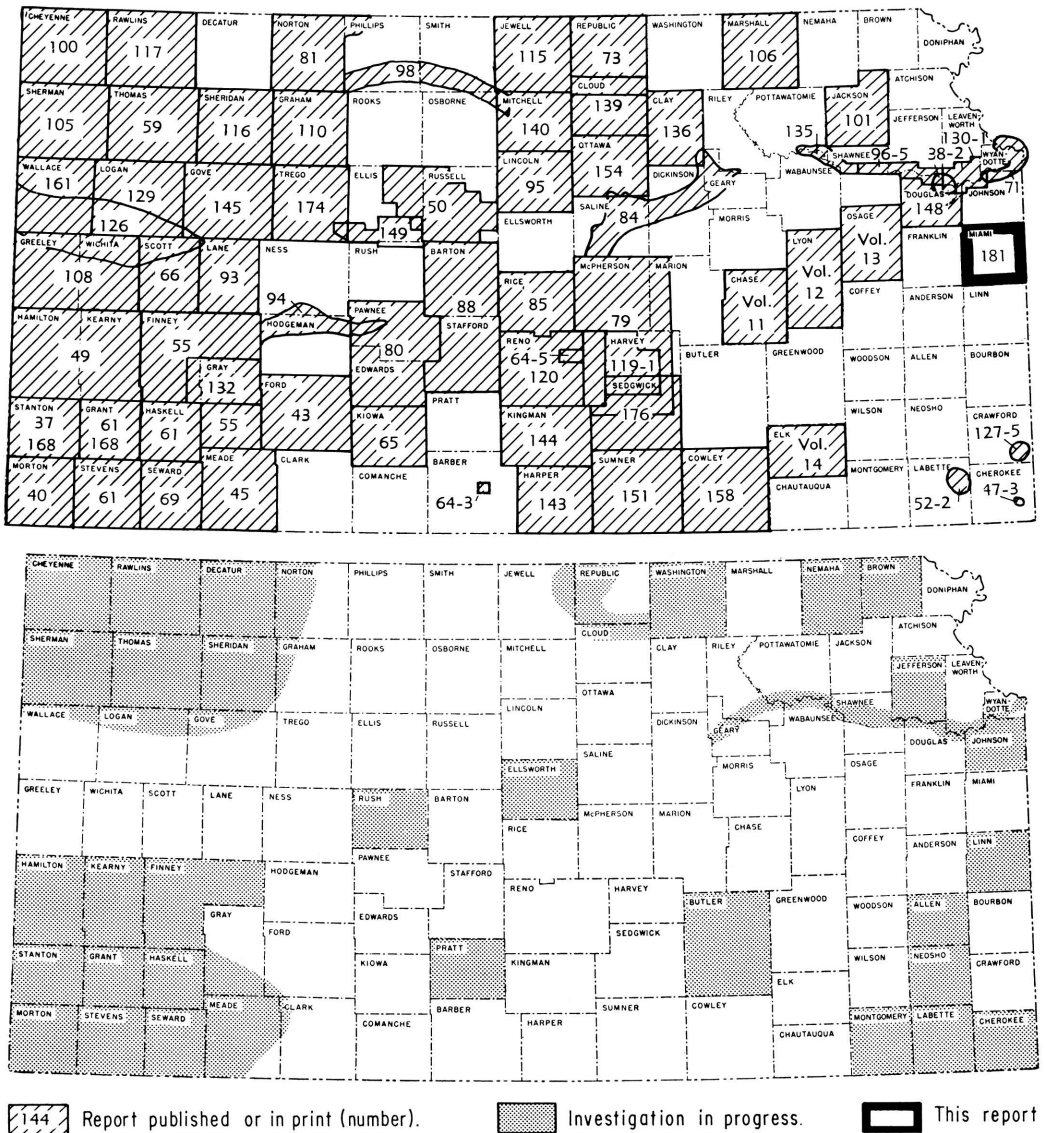 CHEYENNE RAWLINS DECATUR NORTON PHILLIPS SMITH JEWELL REPUBLIC WASHINGTON MARSHALL NEMAHA BROWN
DONIPHAN
100 117 81 98 115 73 106
ATCHISON
CLOUD
SHERMAN THOMAS SHERIDAN GRAHAM ROOKS OSBORNE MITCHELL CLAY RILEY POTTAWATOMIE JACKSON
139
JEFFERSON LEAVEN WORTH
105 59 116 110 140 136 101
130-1
OTTAWA
135
WALLACE LOGAN GOVE TREGO ELLIS RUSSELL LINCOLN DICKINSON SHAWNEE 96-5 38-2 WYAN-DOTTE
WABAUNSEE
GEARY
161 129 145 174 50 95 154
DOUGLAS JOHNSON 71
SALINE
148
126 149 84
MORRIS
ELLSWORTH
OSAGE
GREELEY WICHITA SCOTT LANE NESS RUSH BARTON LYON FRANKLIN MIAMI
108 66 93 Vol. 13 181
McPHERSON MARION
RICE
CHASE Vol. 12
94 88 85 Vol. 11
COFFEY ANDERSON LINN
HAMILTON KEARNY FINNEY HODGEMAN PAWNEE STAFFORD 79
49 55 80
RENO HARVEY
64-5 119-1
BUTLER GREENWOOD WOODSON ALLEN BOURBON
GRAY EDWARDS 120
132 SEDGWICK
FORD PRATT 176
STANTON GRANT HASKELL 55 43 KIOWA KINGMAN WILSON NEOSHO CRAWFORD
37 61 61 65 144 127-5
168 168
ELK Vol. 14
MORTON STEVENS SEWARD MEADE CLARK COMANCHE BARBER HARPER SUMNER COWLEY MONTGOMERY LABETTE CHEROKEE
40 61 69 45 64-3 143 151 158 52-2 47-3
CHAUTAUQUA
CHEYENNE RAWLINS DECATUR NORTON PHILLIPS SMITH JEWELL REPUBLIC WASHINGTON MARSHALL NEMAHA BROWN
DONIPHAN
ATCHISON
CLOUD
SHERMAN THOMAS SHERIDAN GRAHAM ROOKS OSBORNE MITCHELL CLAY RILEY POTTAWATOMIE JACKSON
JEFFERSON LEAVEN WORTH
OTTAWA
WALLACE LOGAN GOVE TREGO ELLIS RUSSELL LINCOLN DICKINSON SHAWNEE WYAN-DOTTE
WABAUNSEE
GEARY
DOUGLAS JOHNSON
SALINE
ELLSWORTH MORRIS OSAGE
GREELEY WICHITA SCOTT LANE NESS RUSH BARTON LYON FRANKLIN MIAMI
McPHERSON MARION
RICE CHASE
COFFEY ANDERSON LINN
PAWNEE
HAMILTON KEARNY FINNEY HODGEMAN STAFFORD
RENO HARVEY BUTLER GREENWOOD WOODSON ALLEN BOURBON
GRAY EDWARDS
FORD SEDGWICK
PRATT
STANTON GRANT HASKELL KIOWA KINGMAN WILSON NEOSHO CRAWFORD
ELK
MORTON STEVENS SEWARD MEADE CLARK COMANCHE BARBER HARPER SUMNER COWLEY MONTGOMERY LABETTE CHEROKEE
CHAUTAUQUA
144 Report published or in print (number). Investigation in progress. This report